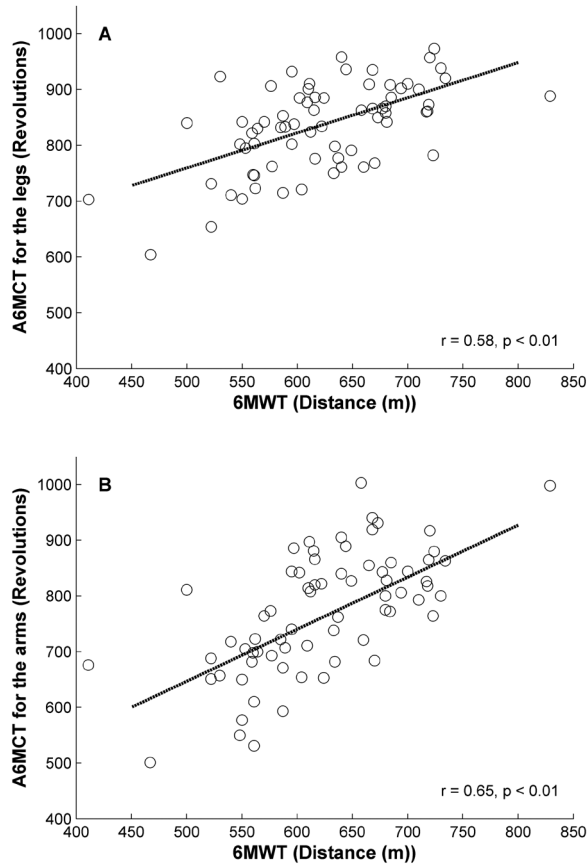 A
A6MCT for the legs (Revolutions)
1000
900
800
700
600
500
400
r = 0.58, p < 0.01
400 450 500 550 600 650 700 750 800 850
6MWT (Distance (m))
B
A6MCT for the arms (Revolutions)
1000
900
800
700
600
500
400
r = 0.65, p < 0.01
400 450 500 550 600 650 700 750 800 850
6MWT (Distance (m))